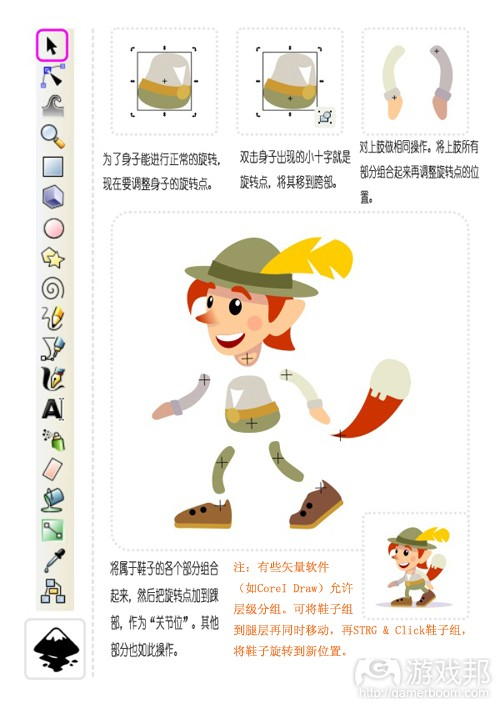 为了身子能进行正常的旋转,
现在要调整身子的旋转点。
双击身子出现的小十字就是
旋转点，将其移到胯部。
对上肢做相同操作。将上肢所有
部分组合起来再调整旋转点的位
置。
将属于鞋子的各个部分组合
起来，然后把旋转点加到踝
部，作为“关节位”。其他
部分也如此操作。
注：有些矢量软件
（如Corel Draw）允许
层级分组。可将鞋子组
到腿层再同时移动，再STRG & Click鞋子组,
将鞋子旋转到新位置。
游戏邦
http://gamerboom.com